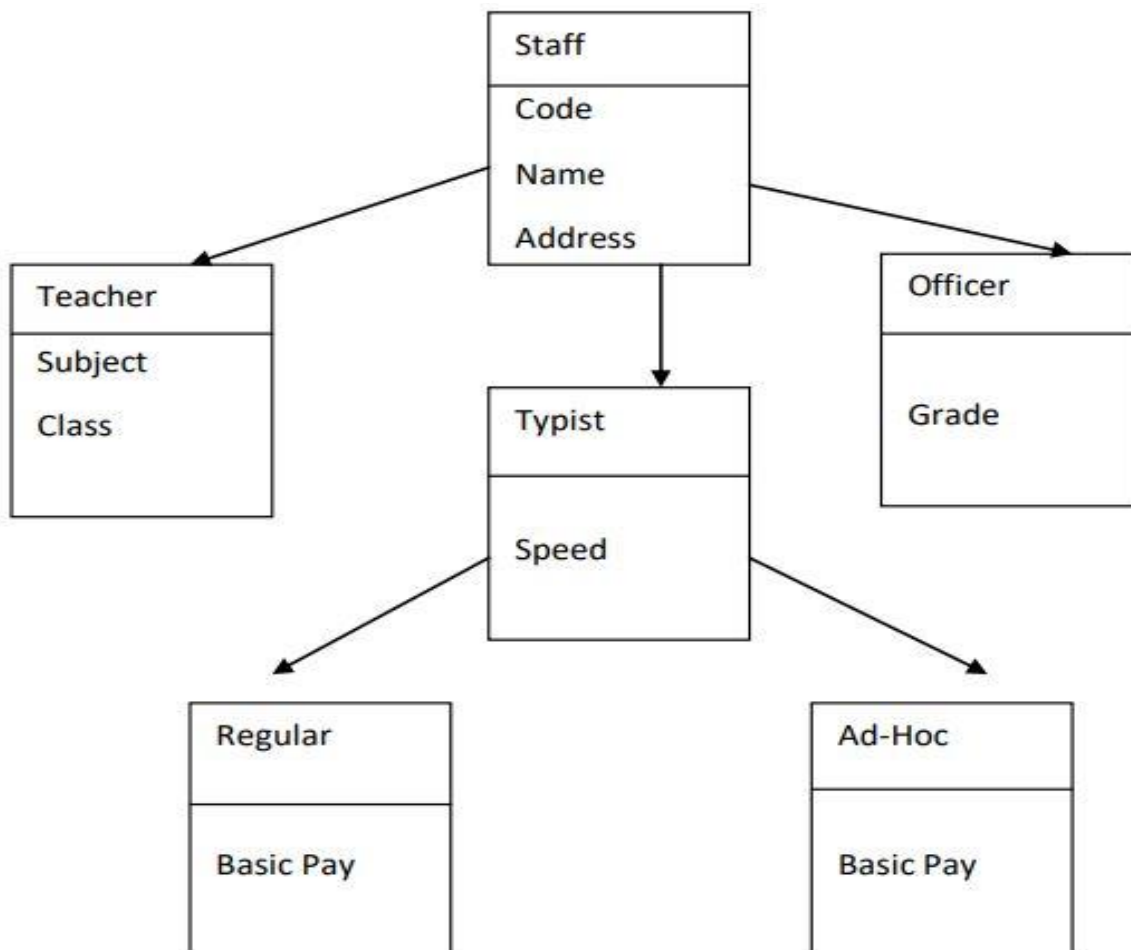 Staff
Code
Name
Address
Teacher
Subject
Class
Officer
Grade
Typist
Speed
Regular
Basic Pay
Ad-Hoc
Basic Pay